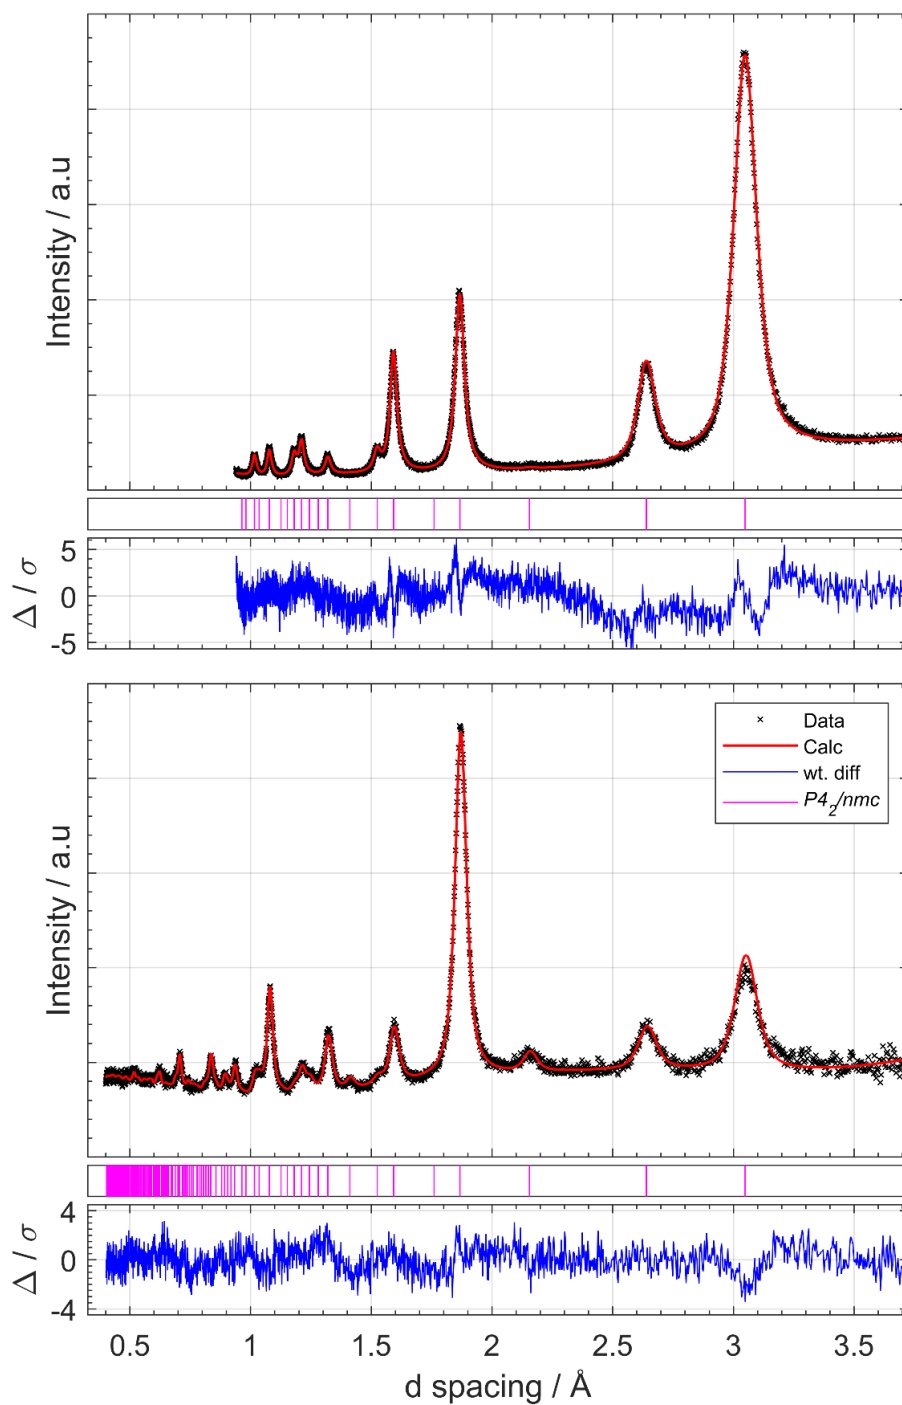 Intensity / a.u
5
0
-5
Δ / σ
Data
Calc
wt. diff
P4₂/nmc
Intensity / a.u
4
0
-4
Δ / σ
0.5 1 1.5 2 2.5 3 3.5
d spacing / Å